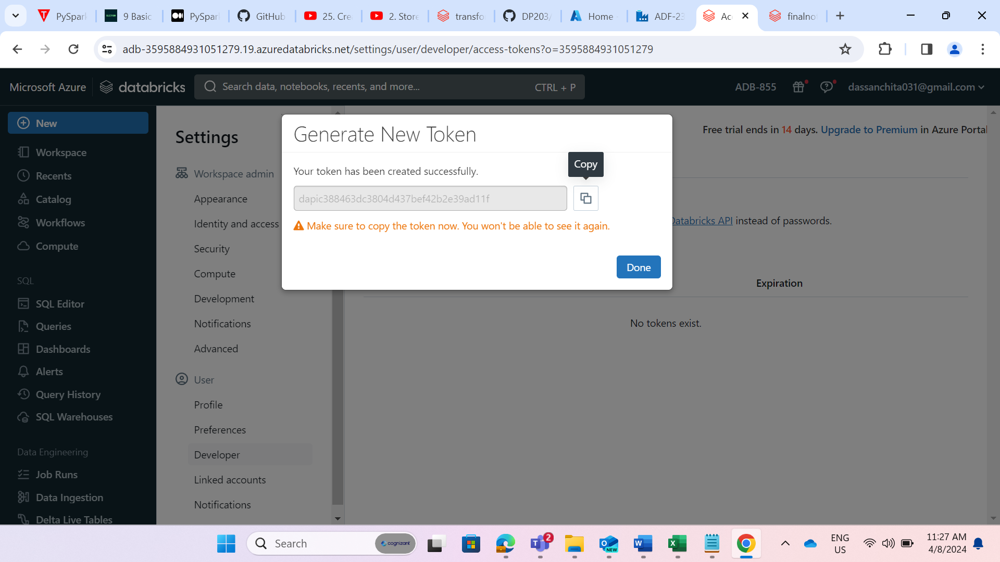 PySpark
9 Basic
PySpark
GitHub
25. Cre
2. Store
transfo
DP203/
Home
ADF-23
Ac
finalno
adb-3595884931051279.19.azuredatabricks.net/settings/user/developer/access-tokens?o=3595884931051279
Microsoft Azure
databricks
Search data, notebooks, recents, and more...
CTRL + P
ADB-855
dassanchita031@gmail.com
New
Workspace
Recents
Catalog
Workflows
Compute
SQL
SQL Editor
Queries
Dashboards
Alerts
Query History
SQL Warehouses
Data Engineering
Job Runs
Data Ingestion
Delta Live Tables
Settings
Workspace admin
Appearance
Identity and access
Security
Compute
Development
Notifications
Advanced
User
Profile
Preferences
Developer
Linked accounts
Notifications
Free trial ends in 14 days. Upgrade to Premium in Azure Portal
Generate New Token
Copy
Your token has been created successfully.
dapic388463dc3804d437bef42b2e39ad11f
Make sure to copy the token now. You won't be able to see it again.
Done
Databricks API instead of passwords.
Expiration
No tokens exist.
Search
cognizant
2
NEW
ENG
US
11:27 AM
4/8/2024